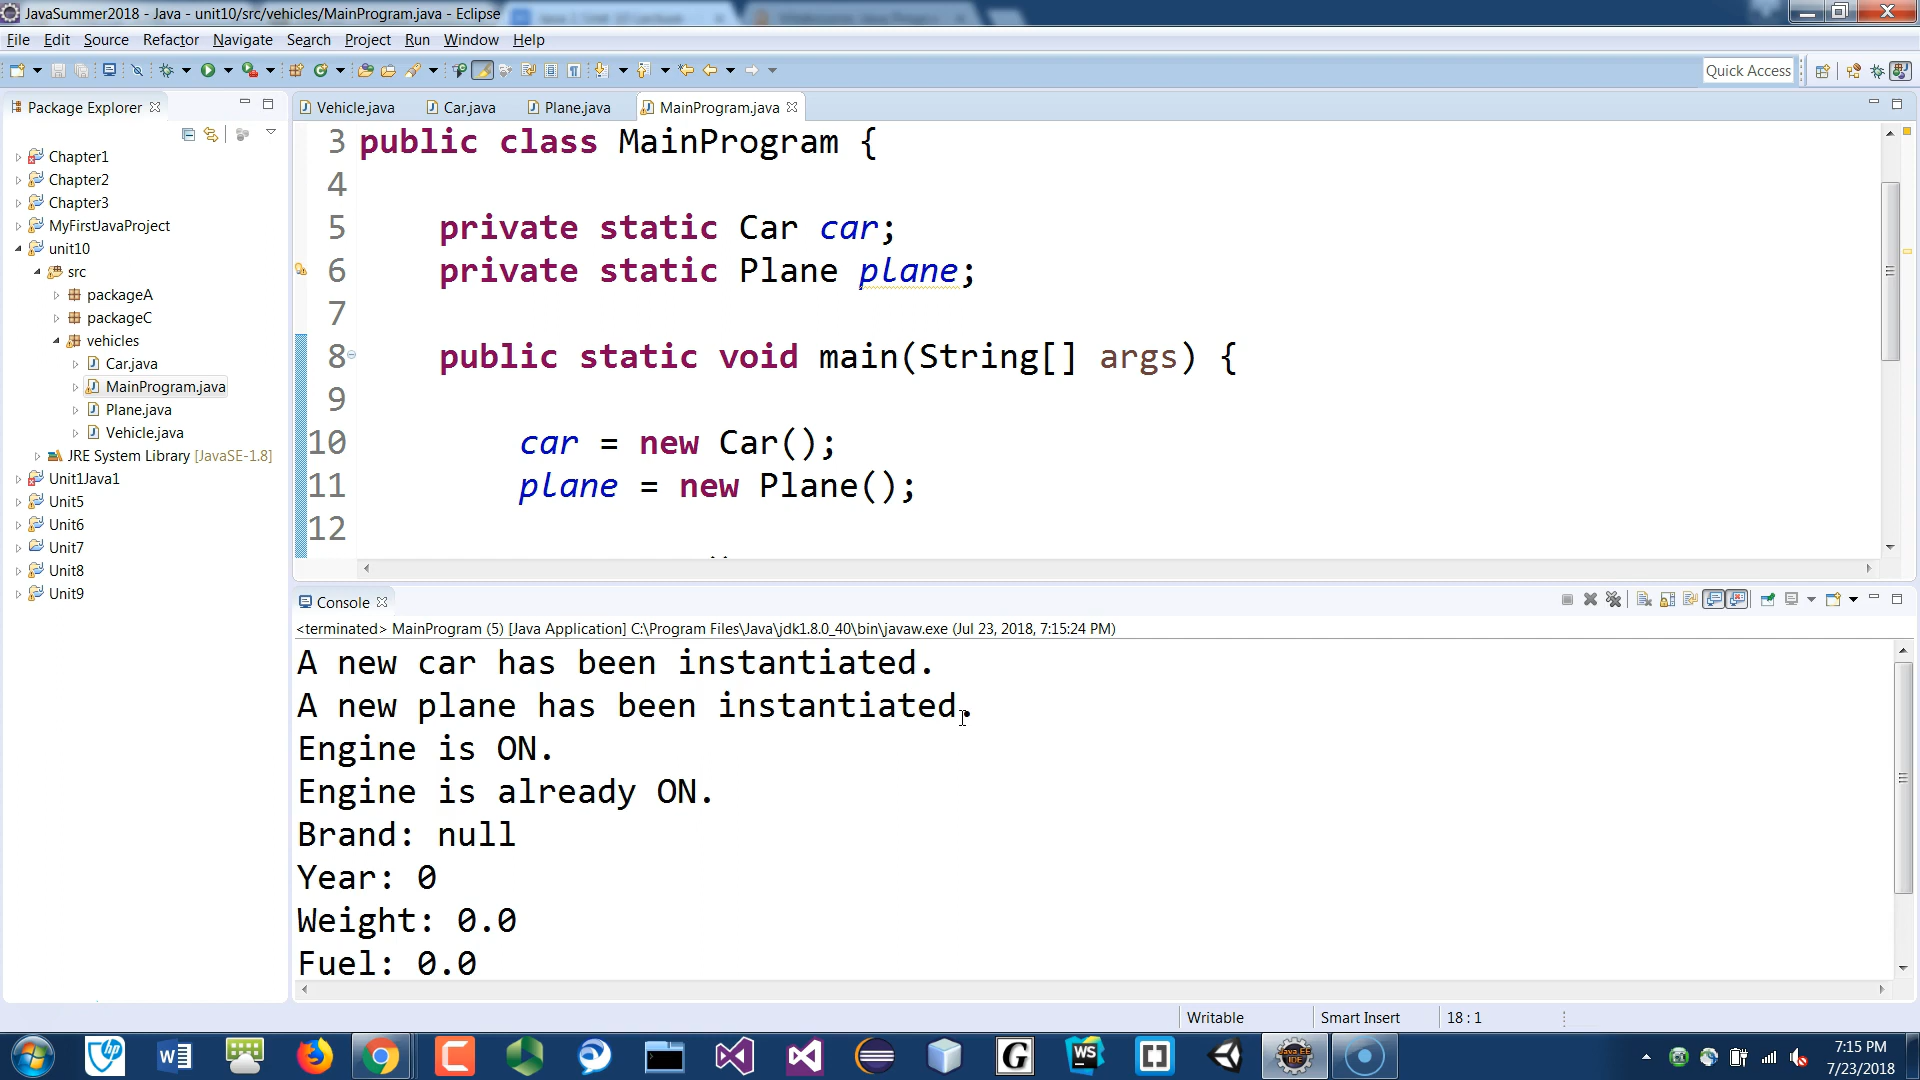 JavaSummer2018 - Java - unit10/src/vehicles/MainProgram.java - Eclipse
File Edit Source Refactor Navigate Search Project Run Window Help
Quick Access
Package Explorer
Chapter1
Chapter2
Chapter3
MyFirstJavaProject
unit10
src
packageA
packageC
vehicles
Car.java
MainProgram.java
Plane.java
Vehicle.java
JRE System Library [JavaSE-1.8]
Unit1Java1
Unit5
Unit6
Unit7
Unit8
Unit9
Vehicle.java Car.java Plane.java MainProgram.java
3 public class MainProgram {
4
5 private static Car car;
6 private static Plane plane;
7
8 public static void main(String[] args) {
9
10 car = new Car();
11 plane = new Plane();
12
Console
<terminated> MainProgram (5) [Java Application] C:\Program Files\Java\jdk1.8.0_40\bin\javaw.exe (Jul 23, 2018, 7:15:24 PM)
A new car has been instantiated.
A new plane has been instantiated.
Engine is ON.
Engine is already ON.
Brand: null
Year: 0
Weight: 0.0
Fuel: 0.0
Writable Smart Insert 18 : 1
7:15 PM
7/23/2018